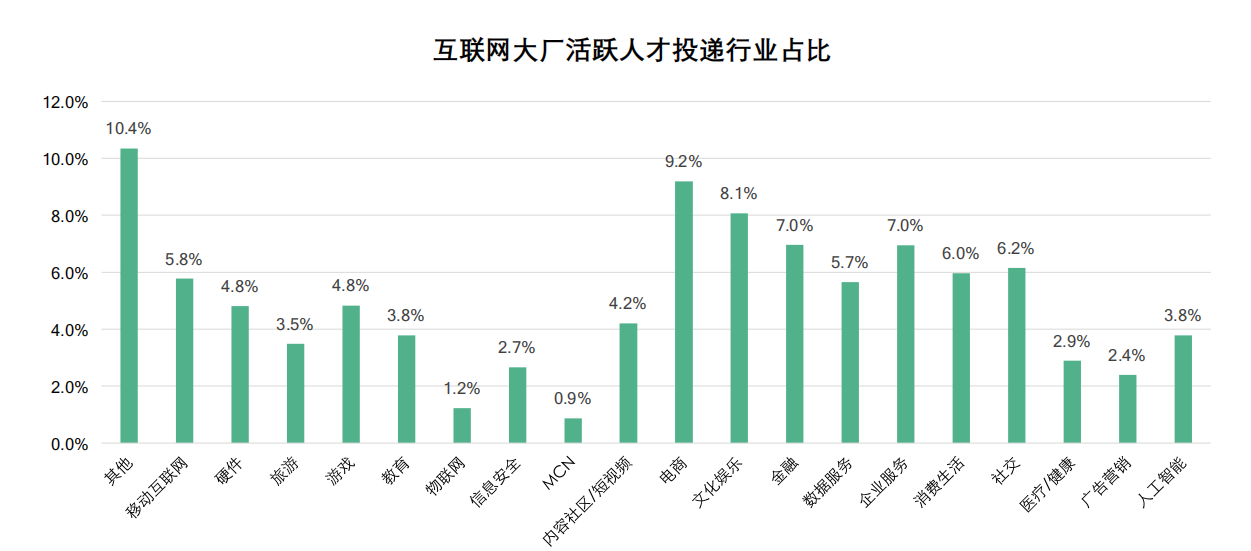 互联网大厂活跃人才投递行业占比
12.0%
10.0%
8.0%
6.0%
4.0%
2.0%
0.0%
10.4%
5.8%
4.8%
3.5%
4.8%
3.8%
1.2%
2.7%
0.9%
4.2%
9.2%
8.1%
7.0%
5.7%
7.0%
6.0%
6.2%
2.9%
2.4%
3.8%
其他
移动互联网
硬件
旅游
游戏
教育
物联网
信息安全
MCN
内容社区/短视频
电商
文化娱乐
金融
数据服务
企业服务
消费生活
社交
医疗/健康
广告营销
人工智能